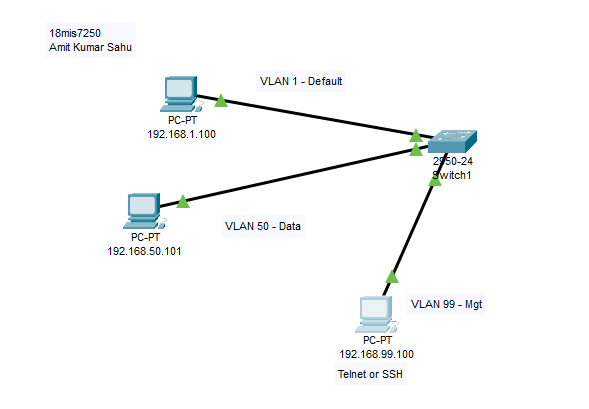 18mis7250
Amit Kumar Sahu
VLAN 1 - Default
PC-PT
192.168.1.100
2950-24
Switch1
PC-PT
192.168.50.101
VLAN 50 - Data
VLAN 99 - Mgt
PC-PT
192.168.99.100
Telnet or SSH